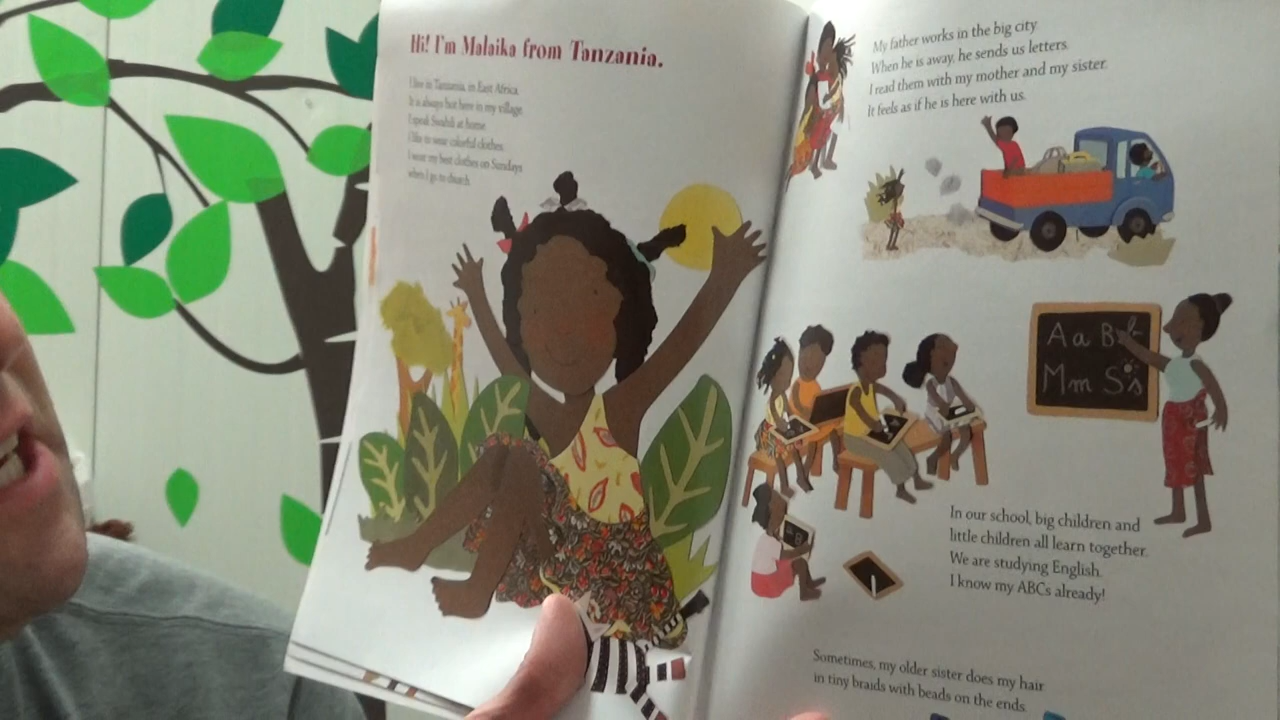 Hi! I'm Malaika from Tanzania.
I live in Tanzania, in East Africa.
It is always hot here in my village.
I speak Swahili at home.
I like to wear colorful clothes.
I wear my best clothes on Sundays
when I go to church.
My father works in the big city.
When he is away, he sends us letters.
I read them with my mother and my sister.
It feels as if he is here with us.
Aa Bb
Mm Ss
In our school, big children and
little children all learn together.
We are studying English.
I know my ABCs already!
Sometimes, my older sister does my hair
in tiny braids with beads on the ends.